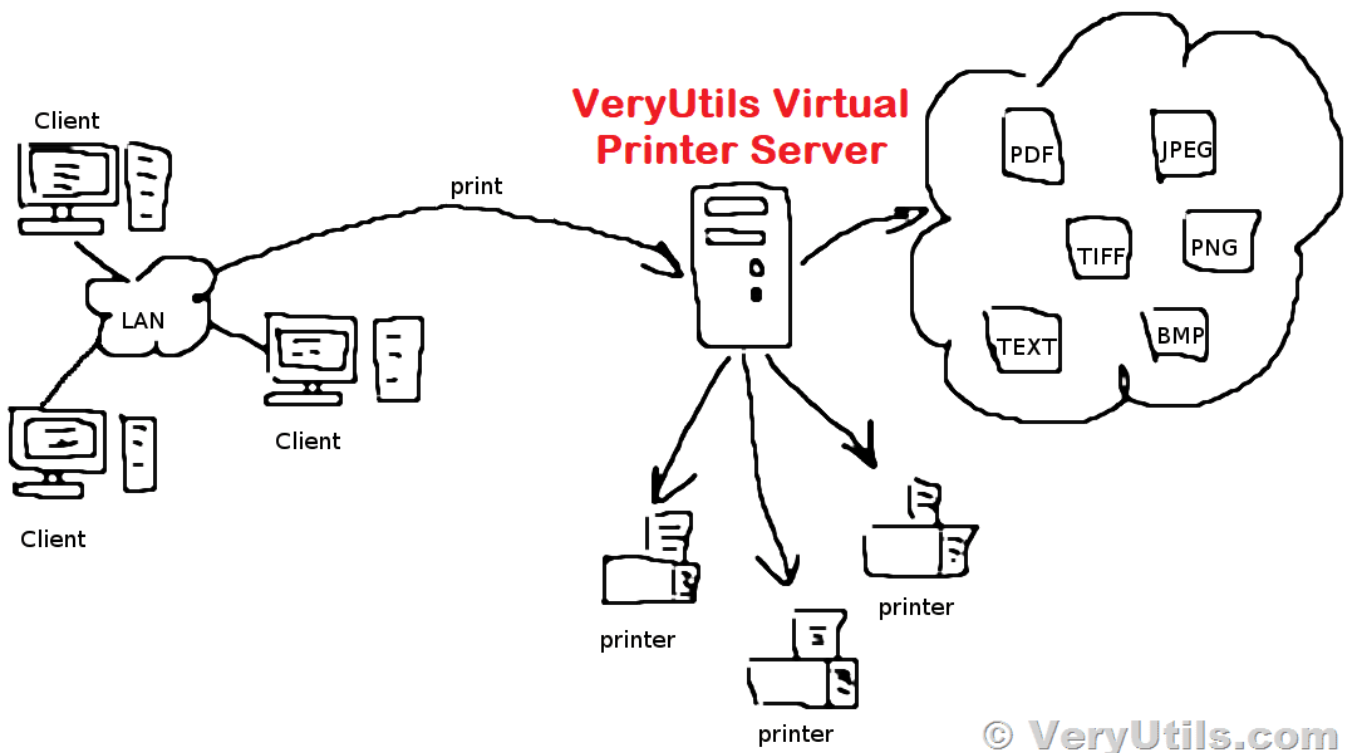 VeryUtils Virtual
Printer Server
Client
print
LAN
Client
Client
PDF
JPEG
TIFF
PNG
TEXT
BMP
printer
printer
printer
© VeryUtils.com